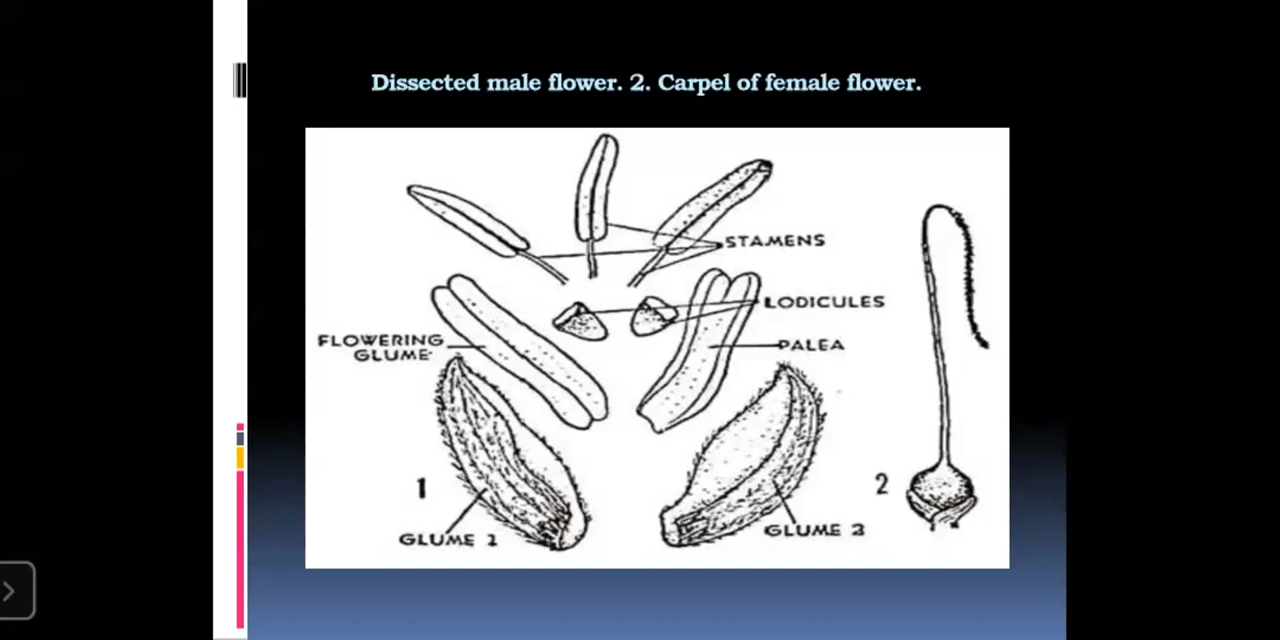 Dissected male flower. 2. Carpel of female flower.
STAMENS
LODICULES
FLOWERING
GLUME
PALEA
1
2
GLUME 1
GLUME 2